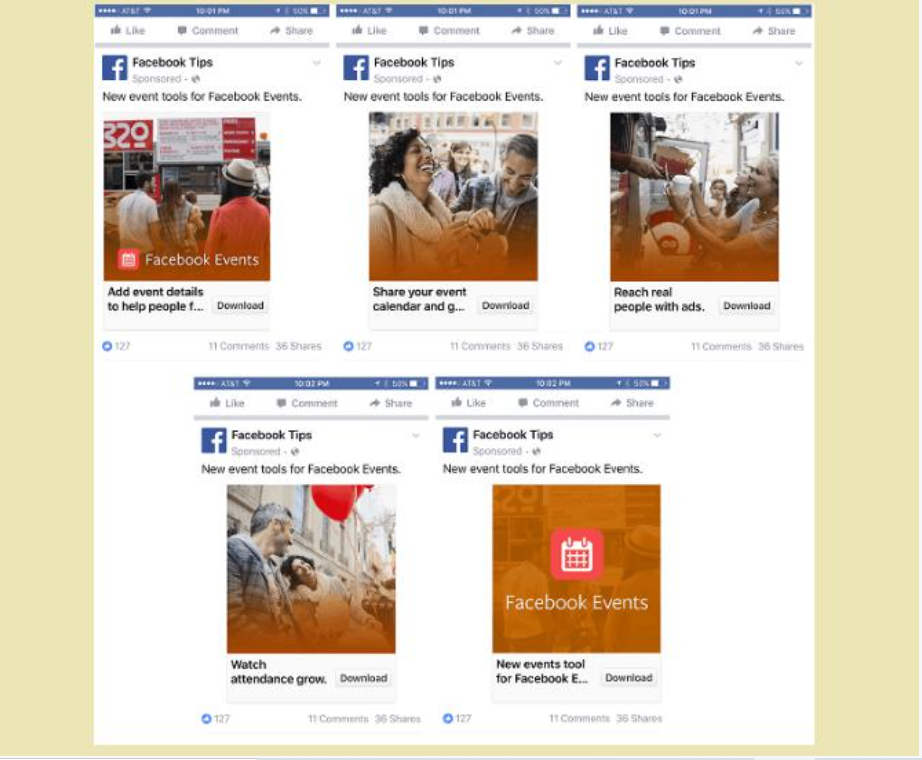 AT&T 10:01 PM 50%
Like Comment Share
Facebook Tips
Sponsored
New event tools for Facebook Events.
320
Facebook Events
Add event details
to help people f... Download
127 11 Comments 36 Shares
AT&T 10:01 PM 50%
Like Comment Share
Facebook Tips
Sponsored
New event tools for Facebook Events.
Share your event
calendar and g... Download
127 11 Comments 36 Shares
AT&T 10:01 PM 50%
Like Comment Share
Facebook Tips
Sponsored
New event tools for Facebook Events.
Reach real
people with ads. Download
127 11 Comments 36 Shares
AT&T 10:02 PM 50%
Like Comment Share
Facebook Tips
Sponsored
New event tools for Facebook Events.
Watch
attendance grow. Download
127 11 Comments 36 Shares
AT&T 10:02 PM 50%
Like Comment Share
Facebook Tips
Sponsored
New event tools for Facebook Events.
Facebook Events
New events tool
for Facebook E... Download
127 11 Comments 36 Shares